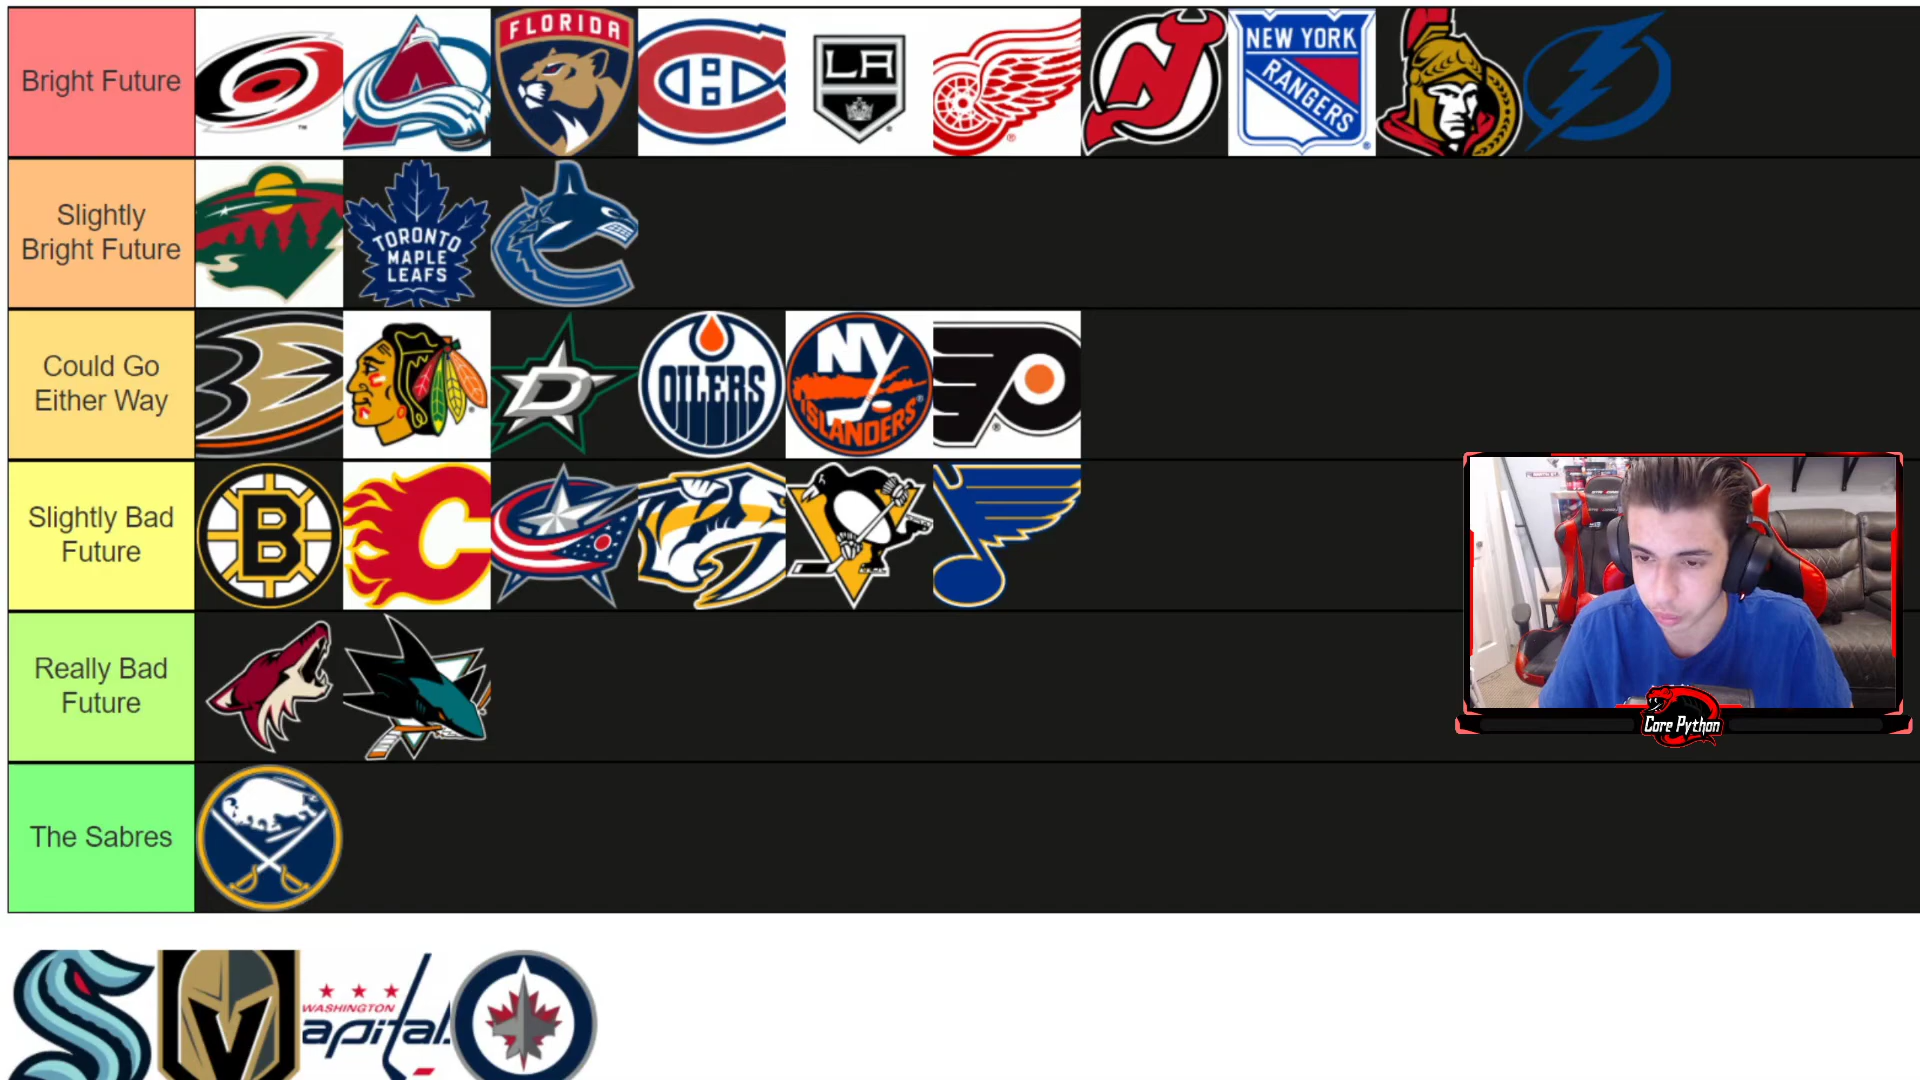 Bright Future
FLORIDA
LA
NEW YORK
RANGERS
Slightly
Bright Future
TORONTO
MAPLE
LEAFS
Could Go
Either Way
D
OILERS
NY
ISLANDERS
P
Slightly Bad
Future
B
C
Really Bad
Future
The Sabres
Core Python
WASHINGTON
capitals